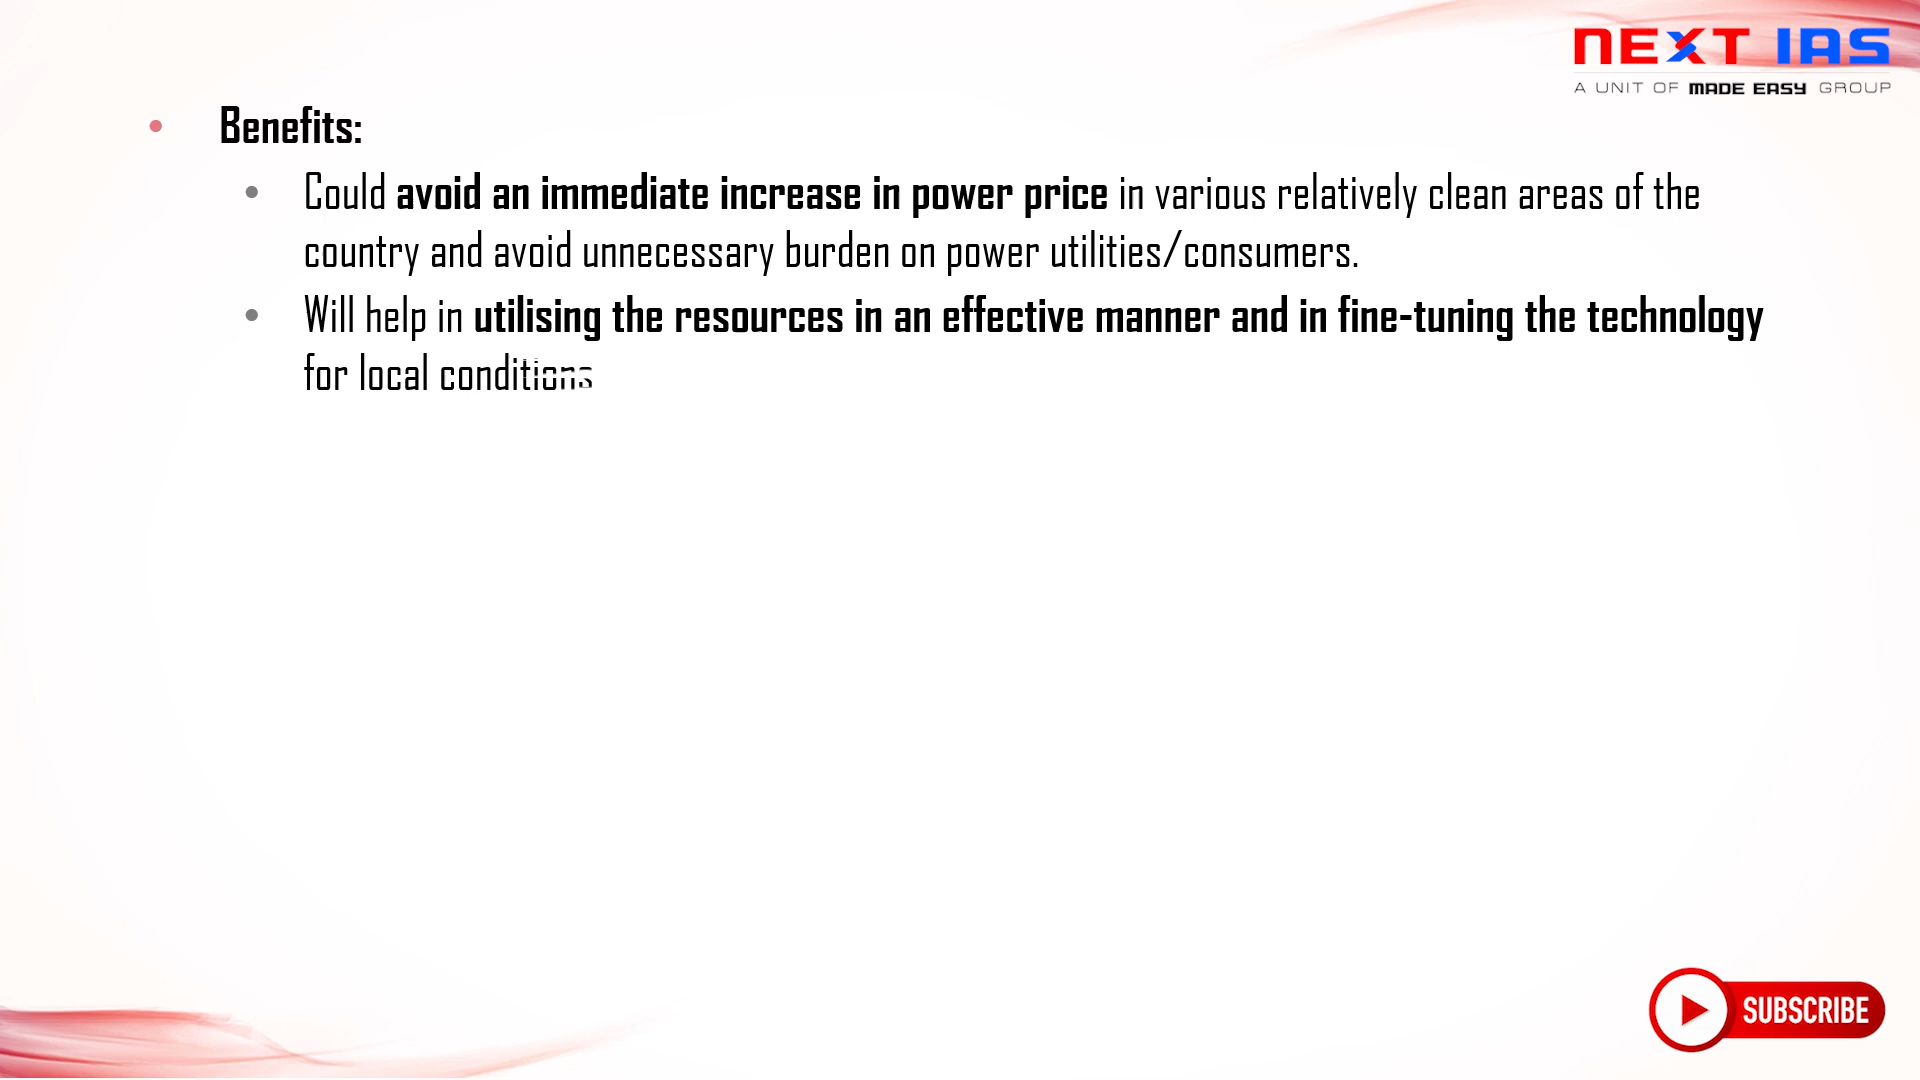 NEXT IAS
A UNIT OF MADE EASY GROUP
• Benefits:
• Could avoid an immediate increase in power price in various relatively clean areas of the
country and avoid unnecessary burden on power utilities/consumers.
• Will help in utilising the resources in an effective manner and in fine-tuning the technology
for local conditions
SUBSCRIBE